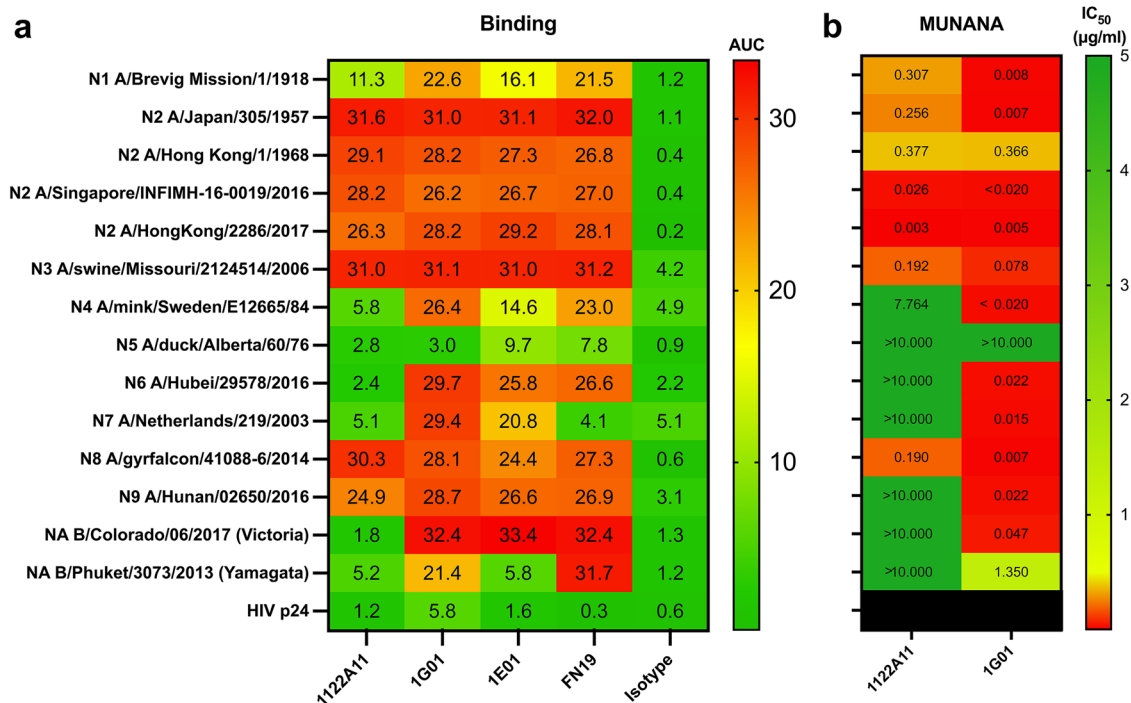 a
Binding
AUC
N1 A/Brevig Mission/1/1918 11.3 22.6 16.1 21.5 1.2
N2 A/Japan/305/1957 31.6 31.0 31.1 32.0 1.1
N2 A/Hong Kong/1/1968 29.1 28.2 27.3 26.8 0.4
N2 A/Singapore/INFIMH-16-0019/2016 28.2 26.2 26.7 27.0 0.4
N2 A/HongKong/2286/2017 26.3 28.2 29.2 28.1 0.2
N3 A/swine/Missouri/2124514/2006 31.0 31.1 31.0 31.2 4.2
N4 A/mink/Sweden/E12665/84 5.8 26.4 14.6 23.0 4.9
N5 A/duck/Alberta/60/76 2.8 3.0 9.7 7.8 0.9
N6 A/Hubei/29578/2016 2.4 29.7 25.8 26.6 2.2
N7 A/Netherlands/219/2003 5.1 29.4 20.8 4.1 5.1
N8 A/gyrfalcon/41088-6/2014 30.3 28.1 24.4 27.3 0.6
N9 A/Hunan/02650/2016 24.9 28.7 26.6 26.9 3.1
NA B/Colorado/06/2017 (Victoria) 1.8 32.4 33.4 32.4 1.3
NA B/Phuket/3073/2013 (Yamagata) 5.2 21.4 5.8 31.7 1.2
HIV p24 1.2 5.8 1.6 0.3 0.6
1122A11 1G01 1E01 FN19 Isotype
30
20
10
b
MUNANA
IC50
(μg/ml)
0.307 0.008
0.256 0.007
0.377 0.366
0.026 <0.020
0.003 0.005
0.192 0.078
7.764 < 0.020
>10.000 >10.000
>10.000 0.022
>10.000 0.015
0.190 0.007
>10.000 0.022
>10.000 0.047
>10.000 1.350
1122A11 1G01
5
4
3
2
1